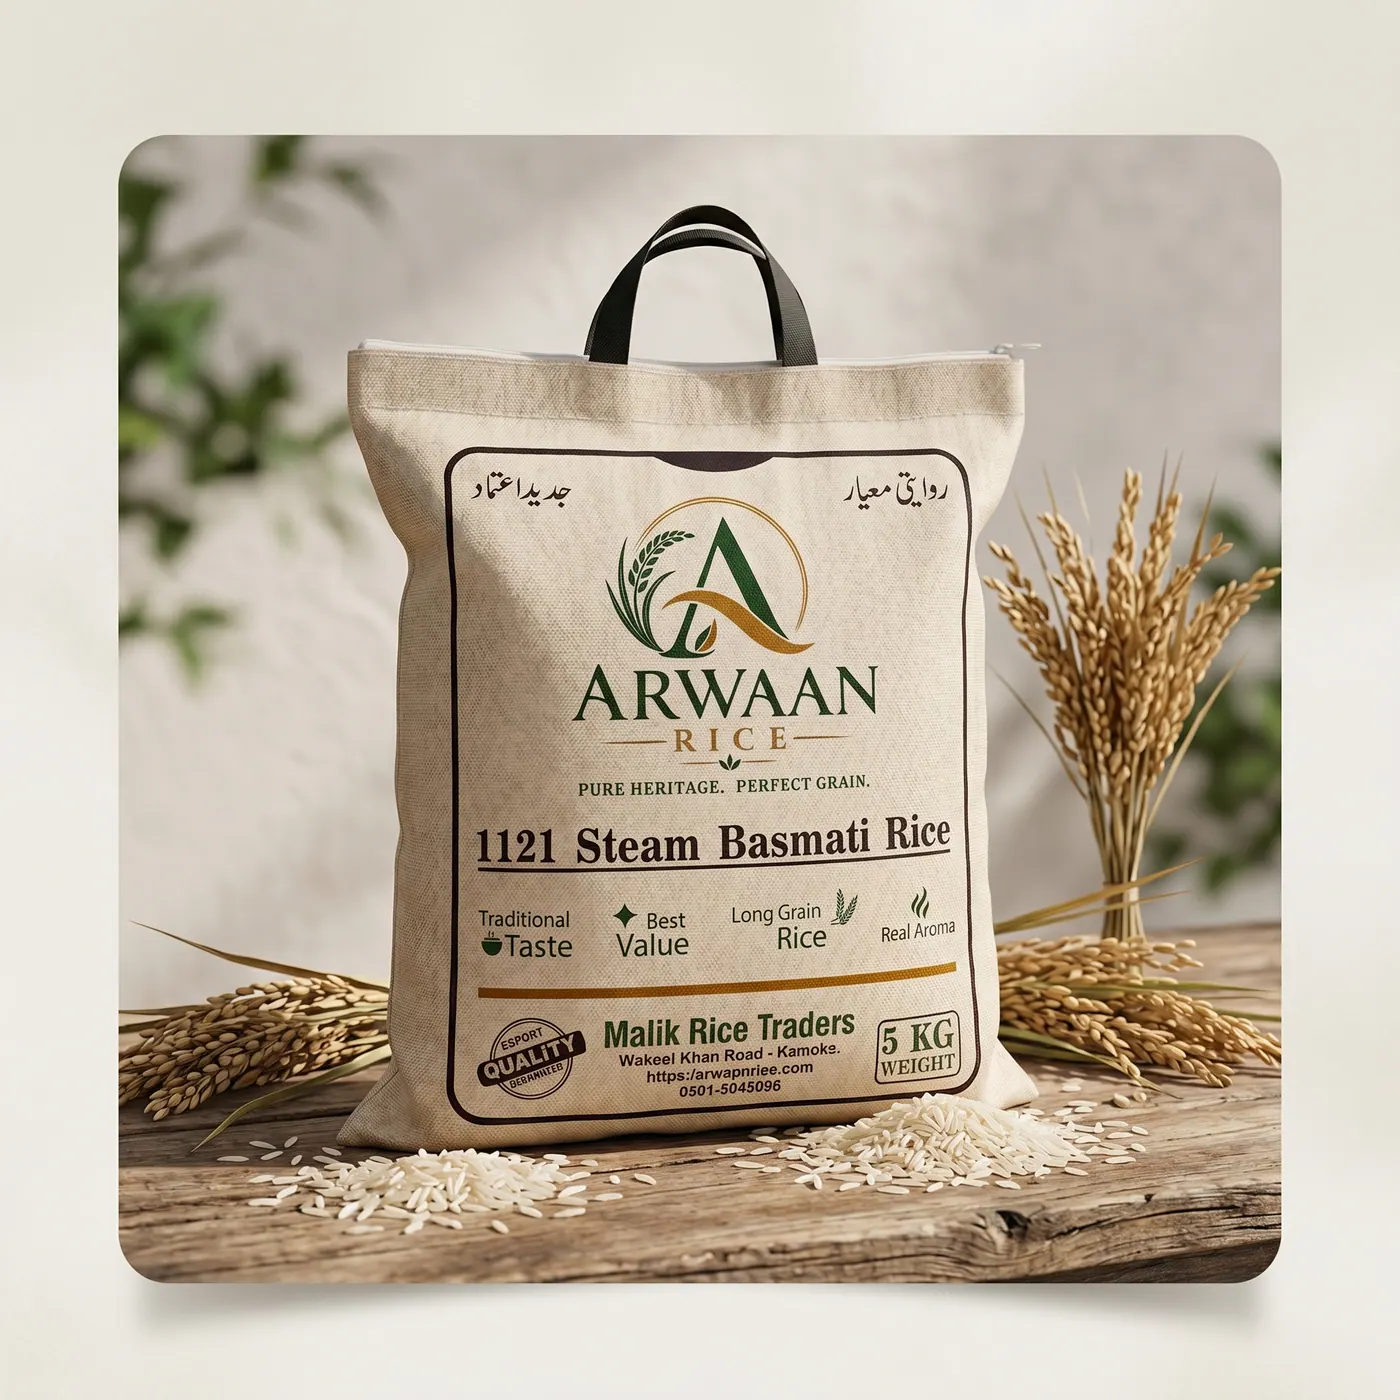 روایتی معیار
جدید اعتماد
ARWAAN
RICE
PURE HERITAGE. PERFECT GRAIN.
1121 Steam Basmati Rice
Traditional
Taste
Best
Value
Long Grain
Rice
Real Aroma
ESPORT
QUALiTY
Malik Rice Traders
Wakeel Khan Road - Kamoke.
https:/arwapnriee.com
0501-5045096
5 KG
WEIGHT